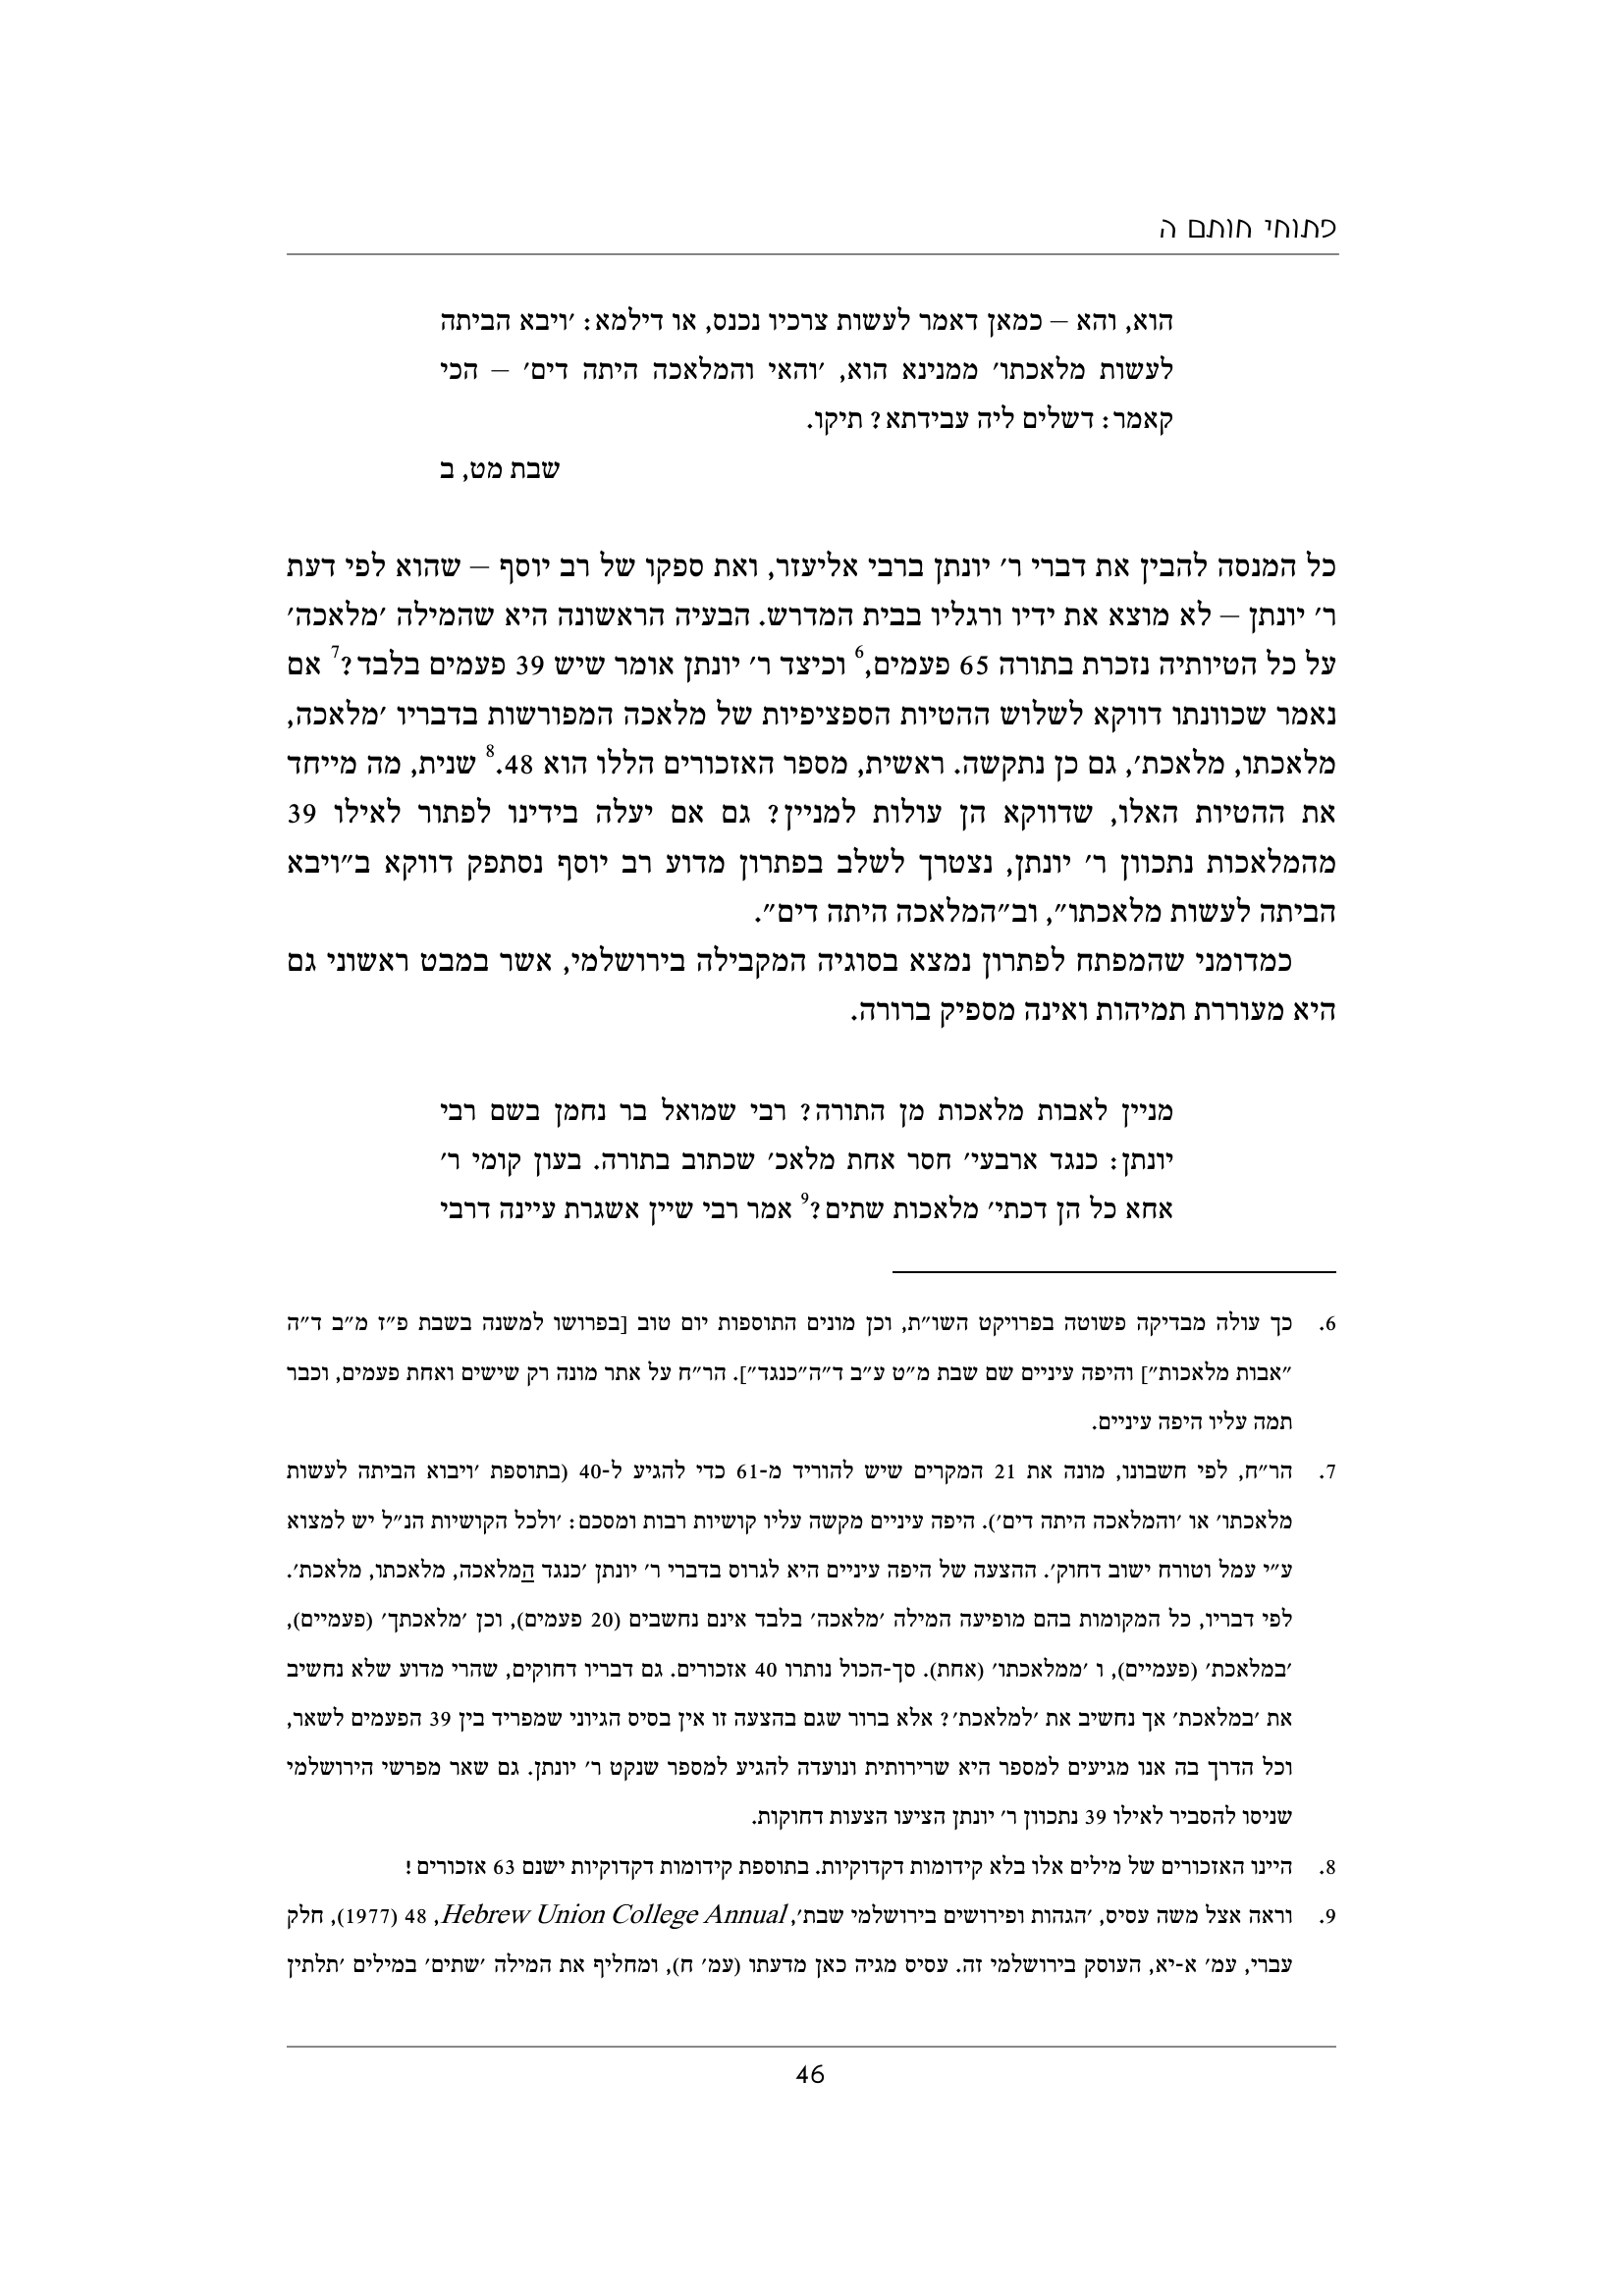 פתוחי חותם ה
הוא, והא – כמאן דאמר לעשות צרכיו נכנס, או דילמא: ׳ויבא הביתה
לעשות מלאכתו׳ ממנינא הוא, ׳והאי והמלאכה היתה דים׳ – הכי
קאמר: דשלים ליה עבידתא? תיקו.
שבת מט, ב
כל המנסה להבין את דברי ר׳ יונתן ברבי אליעזר, ואת ספקו של רב יוסף – שהוא לפי דעת
ר׳ יונתן – לא מוצא את ידיו ורגליו בבית המדרש. הבעיה הראשונה היא שהמילה ׳מלאכה׳
על כל הטיותיה נזכרת בתורה 65 פעמים,6 וכיצד ר׳ יונתן אומר שיש 39 פעמים בלבד?7 אם
נאמר שכוונתו דווקא לשלוש ההטיות הספציפיות של מלאכה המפורשות בדבריו ׳מלאכה,
מלאכתו, מלאכת׳, גם כן נתקשה. ראשית, מספר האזכורים הללו הוא 48.8 שנית, מה מייחד
את ההטיות האלו, שדווקא הן עולות למניין? גם אם יעלה בידינו לפתור לאילו 39
מהמלאכות נתכוון ר׳ יונתן, נצטרך לשלב בפתרון מדוע רב יוסף נסתפק דווקא ב״ויבא
הביתה לעשות מלאכתו״, וב״המלאכה היתה דים״.
כמדומני שהמפתח לפתרון נמצא בסוגיה המקבילה בירושלמי, אשר במבט ראשוני גם
היא מעוררת תמיהות ואינה מספיק ברורה.
מניין לאבות מלאכות מן התורה? רבי שמואל בר נחמן בשם רבי
יונתן: כנגד ארבעי׳ חסר אחת מלאכ׳ שכתוב בתורה. בעון קומי ר׳
אחא כל הן דכתי׳ מלאכות שתים?9 אמר רבי שיין אשגרת עיינה דרבי
6. כך עולה מבדיקה פשוטה בפרויקט השו״ת, וכן מונים התוספות יום טוב [בפרושו למשנה בשבת פ״ז מ״ב ד״ה
״אבות מלאכות״] והיפה עיניים שם שבת מ״ט ע״ב ד״ה״כנגד״]. הר״ח על אתר מונה רק שישים ואחת פעמים, וכבר
תמה עליו היפה עיניים.
7. הר״ח, לפי חשבונו, מונה את 21 המקרים שיש להוריד מ-61 כדי להגיע ל-40 (בתוספת ׳ויבוא הביתה לעשות
מלאכתו׳ או ׳והמלאכה היתה דים׳). היפה עיניים מקשה עליו קושיות רבות ומסכם: ׳ולכל הקושיות הנ״ל יש למצוא
ע״י עמל וטורח ישוב דחוק׳. ההצעה של היפה עיניים היא לגרוס בדברי ר׳ יונתן ׳כנגד המלאכה, מלאכתו, מלאכת׳.
לפי דבריו, כל המקומות בהם מופיעה המילה ׳מלאכה׳ בלבד אינם נחשבים (20 פעמים), וכן ׳מלאכתך׳ (פעמיים),
׳במלאכת׳ (פעמיים), ו ׳ממלאכתו׳ (אחת). סך-הכול נותרו 40 אזכורים. גם דבריו דחוקים, שהרי מדוע שלא נחשיב
את ׳במלאכת׳ אך נחשיב את ׳למלאכת׳? אלא ברור שגם בהצעה זו אין בסיס הגיוני שמפריד בין 39 הפעמים לשאר,
וכל הדרך בה אנו מגיעים למספר היא שרירותית ונועדה להגיע למספר שנקט ר׳ יונתן. גם שאר מפרשי הירושלמי
שניסו להסביר לאילו 39 נתכוון ר׳ יונתן הציעו הצעות דחוקות.
8. היינו האזכורים של מילים אלו בלא קידומות דקדוקיות. בתוספת קידומות דקדוקיות ישנם 63 אזכורים!
9. וראה אצל משה עסיס, ׳הגהות ופירושים בירושלמי שבת׳, Hebrew Union College Annual, 48 (1977), חלק
עברי, עמ׳ א-יא, העוסק בירושלמי זה. עסיס מגיה כאן מדעתו (עמ׳ ח), ומחליף את המילה ׳שתים׳ במילים ׳תלתין
46